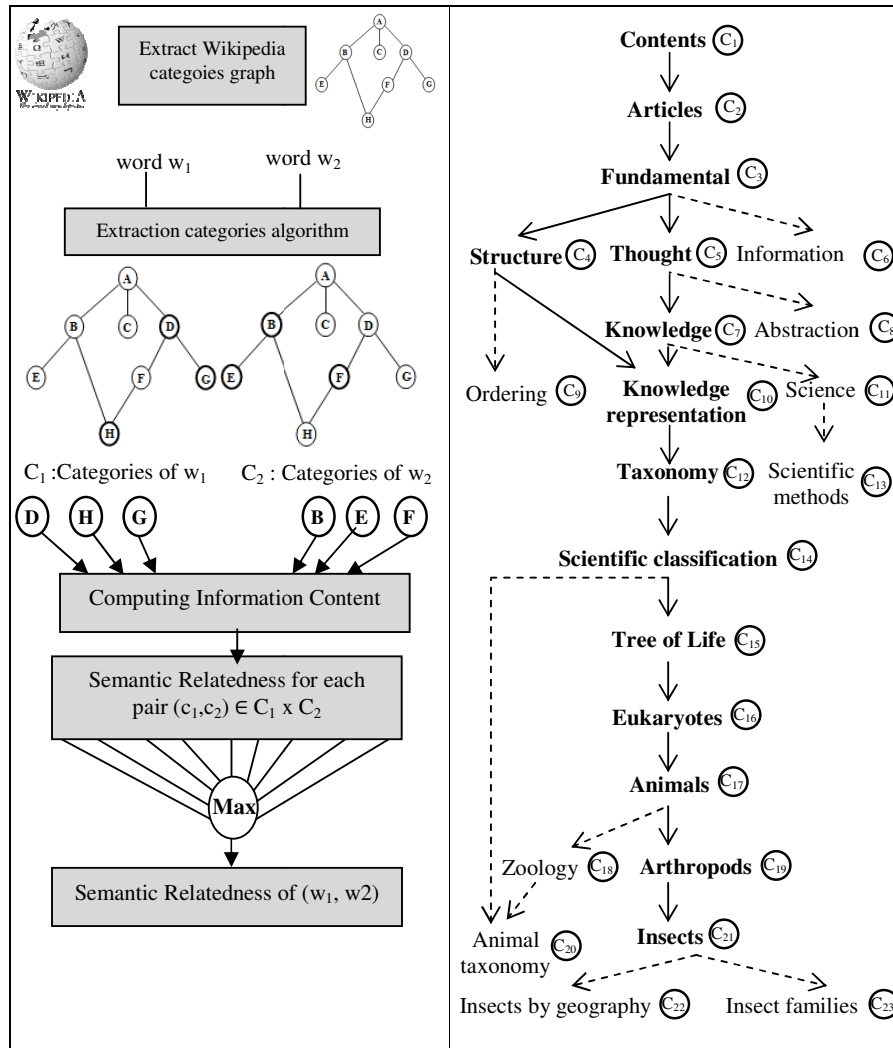 Extract Wikipedia
categoies graph
A
B
C
D
E
F
G
H
WIKIPEDIA
word w1
word w2
Extraction categories algorithm
A
B
C
D
E
F
G
H
A
B
C
D
E
F
G
H
C1 :Categories of w1
C2 : Categories of w2
D H G
B E F
Computing Information Content
Semantic Relatedness for each
pair (c1,c2) ∈ C1 x C2
Max
Semantic Relatedness of (w1, w2)
Contents C1
Articles C2
Fundamental C3
Structure C4
Thought C5
Information C6
Knowledge C7
Abstraction C8
Ordering C9
Knowledge
representation C10
Science C11
Taxonomy C12
Scientific
methods C13
Scientific classification C14
Tree of Life C15
Eukaryotes C16
Animals C17
Zoology C18
Arthropods C19
Animal
taxonomy C20
Insects C21
Insects by geography C22
Insect families C23